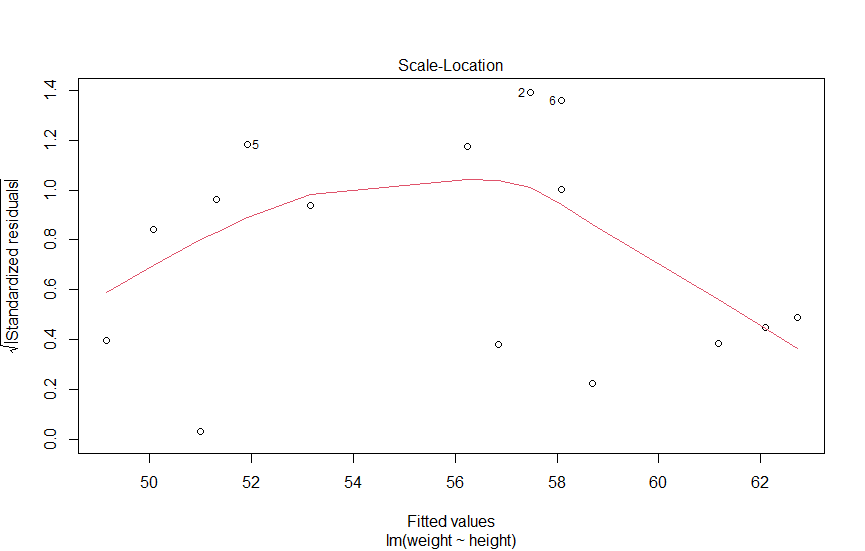 Scale-Location
√|Standardized residuals|
1.4
1.2
1.0
0.8
0.6
0.4
0.2
0.0
2
6
5
50 52 54 56 58 60 62
Fitted values
lm(weight ~ height)